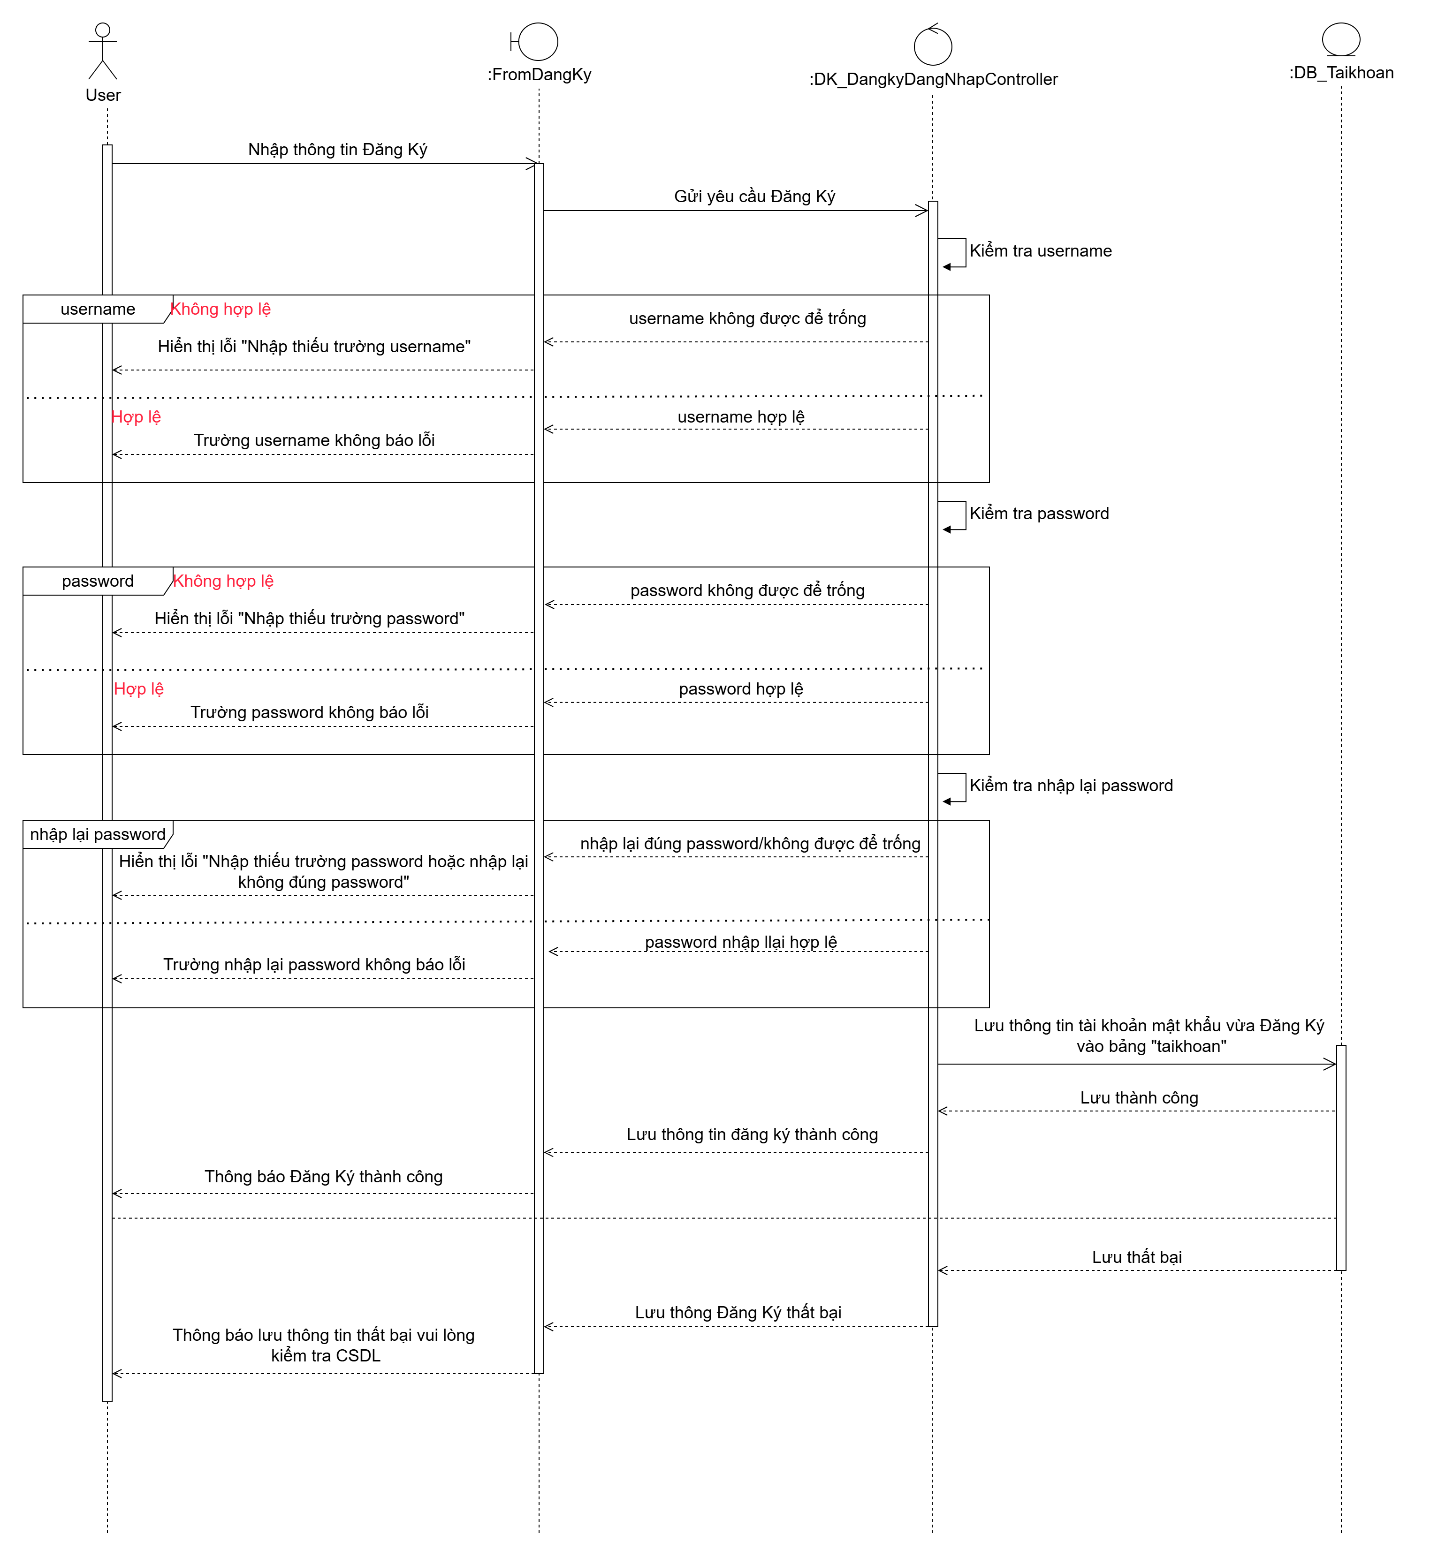 User
:FromDangKy
:DK_DangkyDangNhapController
:DB_Taikhoan
Nhập thông tin Đăng Ký
Gửi yêu cầu Đăng Ký
Kiểm tra username
username
Không hợp lệ
username không được để trống
Hiển thị lỗi "Nhập thiếu trường username"
Hợp lệ
username hợp lệ
Trường username không báo lỗi
Kiểm tra password
password
Không hợp lệ
password không được để trống
Hiển thị lỗi "Nhập thiếu trường password"
Hợp lệ
password hợp lệ
Trường password không báo lỗi
Kiểm tra nhập lại password
nhập lại password
nhập lại đúng password/không được để trống
Hiển thị lỗi "Nhập thiếu trường password hoặc nhập lại
không đúng password"
password nhập llại hợp lệ
Trường nhập lại password không báo lỗi
Lưu thông tin tài khoản mật khẩu vừa Đăng Ký
vào bảng "taikhoan"
Lưu thành công
Lưu thông tin đăng ký thành công
Thông báo Đăng Ký thành công
Lưu thất bại
Lưu thông Đăng Ký thất bại
Thông báo lưu thông tin thất bại vui lòng
kiểm tra CSDL